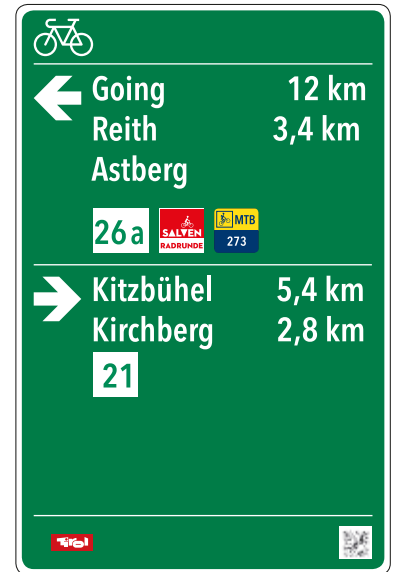 Going 12 km
Reith 3,4 km
Astberg
26a SALVEN RADRUNDE MTB 273
Kitzbühel 5,4 km
Kirchberg 2,8 km
21
Tirol